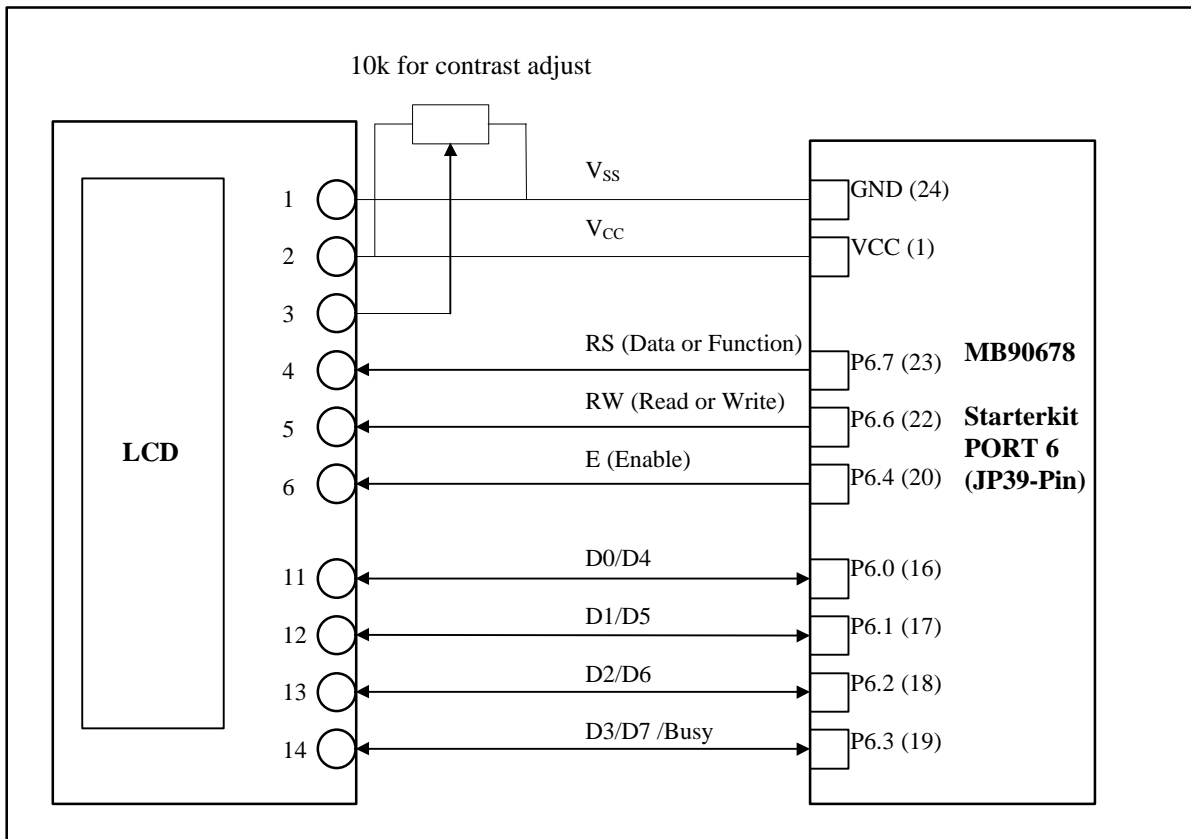 10k for contrast adjust
1
V_SS
GND (24)
2
V_CC
VCC (1)
3
4
RS (Data or Function)
P6.7 (23)
MB90678
5
RW (Read or Write)
P6.6 (22)
Starterkit
PORT 6
(JP39-Pin)
LCD
6
E (Enable)
P6.4 (20)
11
D0/D4
P6.0 (16)
12
D1/D5
P6.1 (17)
13
D2/D6
P6.2 (18)
14
D3/D7 /Busy
P6.3 (19)